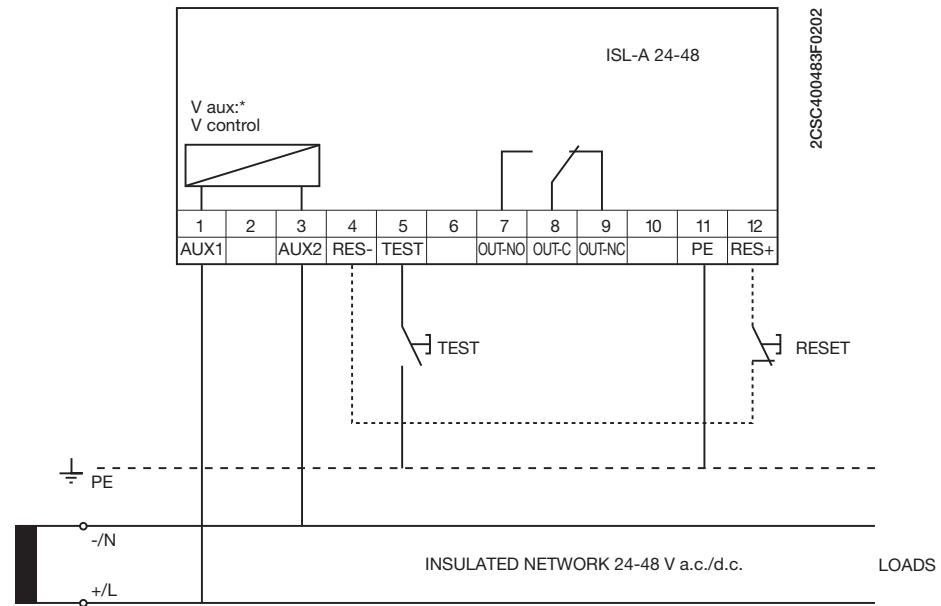 ISL-A 24-48
2CSC400483F0202
V aux:*
V control
1 2 3 4 5 6 7 8 9 10 11 12
AUX1 AUX2 RES- TEST OUT-NO OUT-C OUT-NC PE RES+
TEST
RESET
PE
-/N
INSULATED NETWORK 24-48 V a.c./d.c.
LOADS
+/L